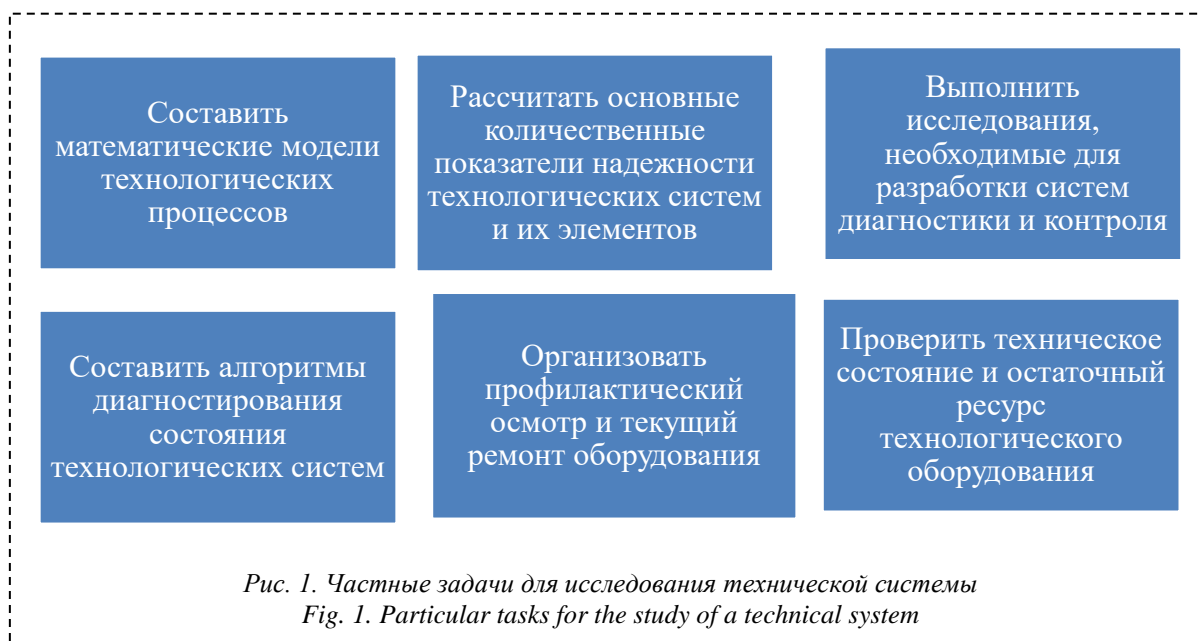 Составить
математические модели
технологических
процессов
Рассчитать основные
количественные
показатели надежности
технологических систем
и их элементов
Выполнить
исследования,
необходимые для
разработки систем
диагностики и контроля
Составить алгоритмы
диагностирования
состояния
технологических систем
Организовать
профилактический
осмотр и текущий
ремонт оборудования
Проверить техническое
состояние и остаточный
ресурс
технологического
оборудования
Рис. 1. Частные задачи для исследования технической системы
Fig. 1. Particular tasks for the study of a technical system